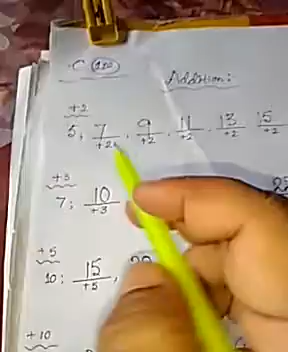 Addition:
+2
5, 7, 9, 11, 13, 15
+2 +2 +2 +2 +2
+3
7; 10
+3
+5
10; 15,
+5
+10